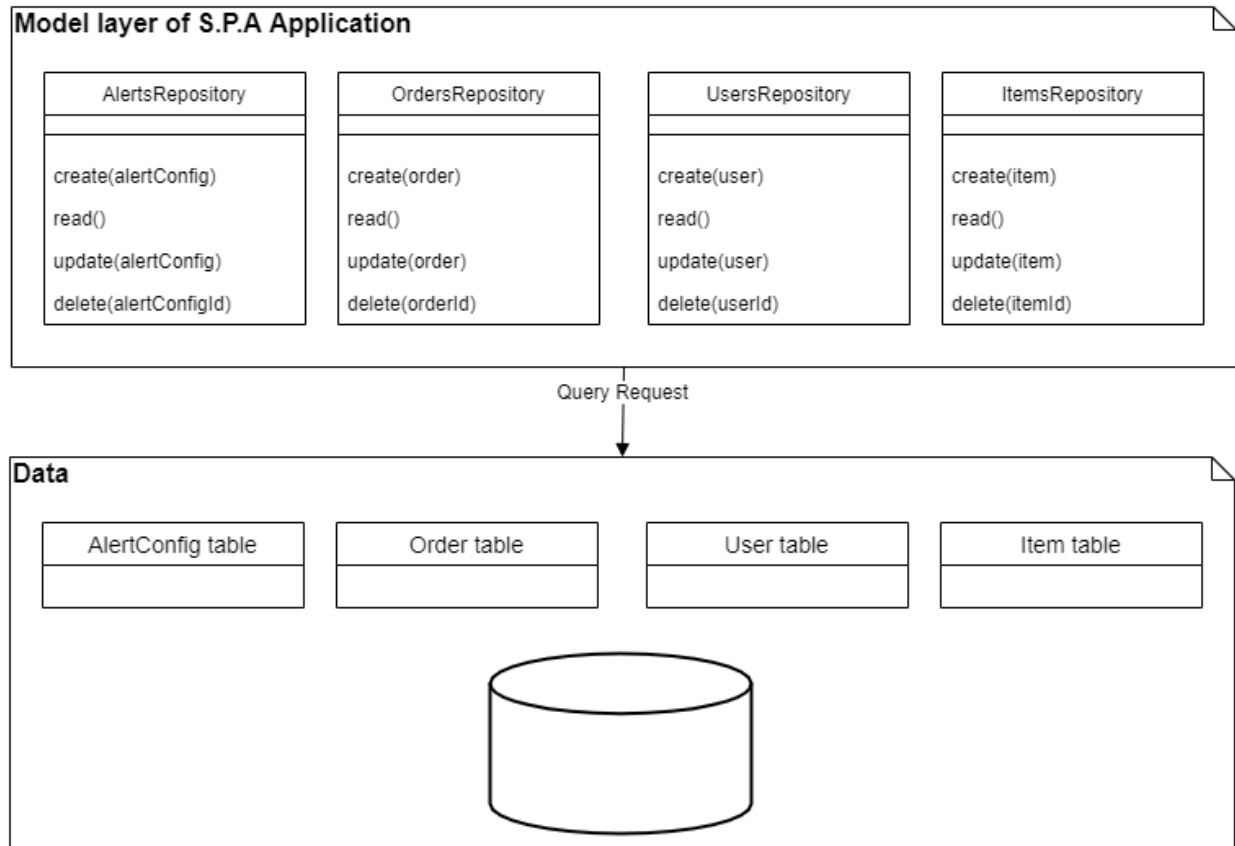 Model layer of S.P.A Application
AlertsRepository
create(alertConfig)
read()
update(alertConfig)
delete(alertConfigId)
OrdersRepository
create(order)
read()
update(order)
delete(orderId)
UsersRepository
create(user)
read()
update(user)
delete(userId)
ItemsRepository
create(item)
read()
update(item)
delete(itemId)
Query Request
Data
AlertConfig table
Order table
User table
Item table